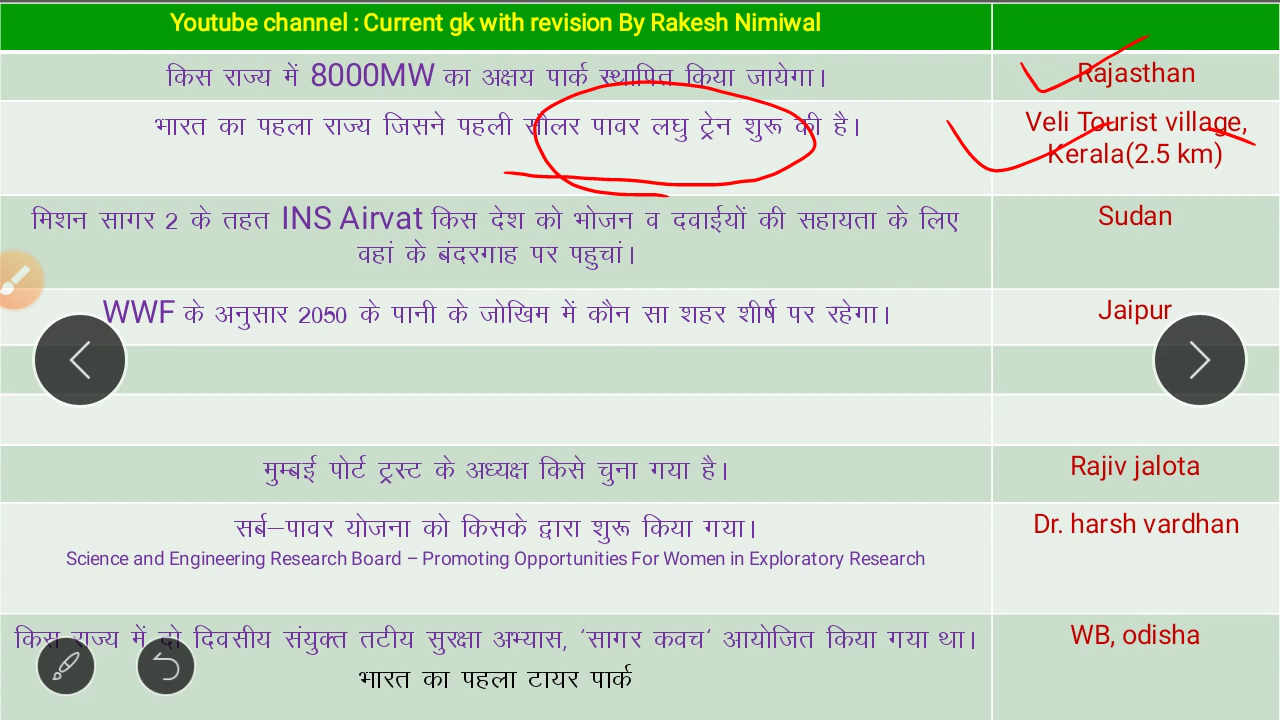 Youtube channel : Current gk with revision By Rakesh Nimiwal
किस राज्य में 8000MW का अक्षय पार्क स्थापित किया जायेगा।
Rajasthan
भारत का पहला राज्य जिसने पहली सोलर पावर लघु ट्रेन शुरू की है।
Veli Tourist village,
Kerala(2.5 km)
मिशन सागर 2 के तहत INS Airvat किस देश को भोजन व दवाईयों की सहायता के लिए
वहां के बंदरगाह पर पहुचां।
Sudan
WWF के अनुसार 2050 के पानी के जोखिम में कौन सा शहर शीर्ष पर रहेगा।
Jaipur
मुम्बई पोर्ट ट्रस्ट के अध्यक्ष किसे चुना गया है।
Rajiv jalota
सर्ब–पावर योजना को किसके द्वारा शुरू किया गया।
Science and Engineering Research Board – Promoting Opportunities For Women in Exploratory Research
Dr. harsh vardhan
किस राज्य में दो दिवसीय संयुक्त तटीय सुरक्षा अभ्यास, ‘सागर कवच‘ आयोजित किया गया था।
WB, odisha
भारत का पहला टायर पार्क